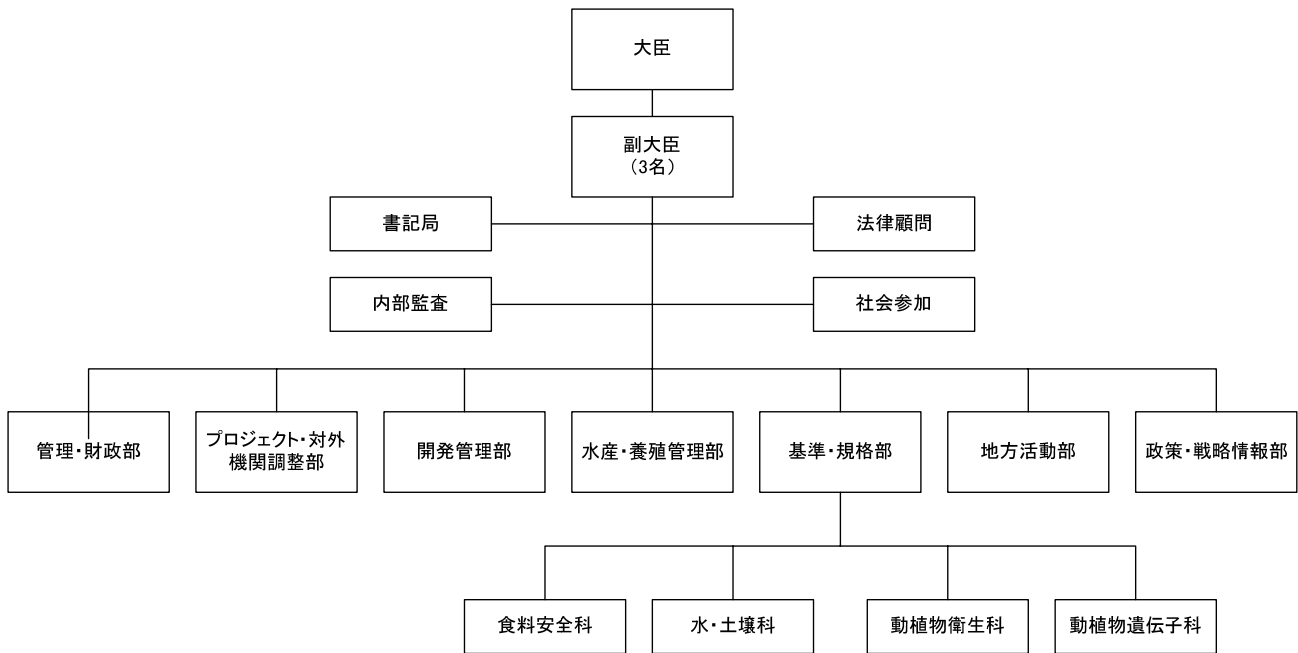 大臣
副大臣
（3名）
書記局
法律顧問
内部監査
社会参加
管理・財政部
プロジェクト・対外
機関調整部
開発管理部
水産・養殖管理部
基準・規格部
地方活動部
政策・戦略情報部
食料安全科
水・土壌科
動植物衛生科
動植物遺伝子科